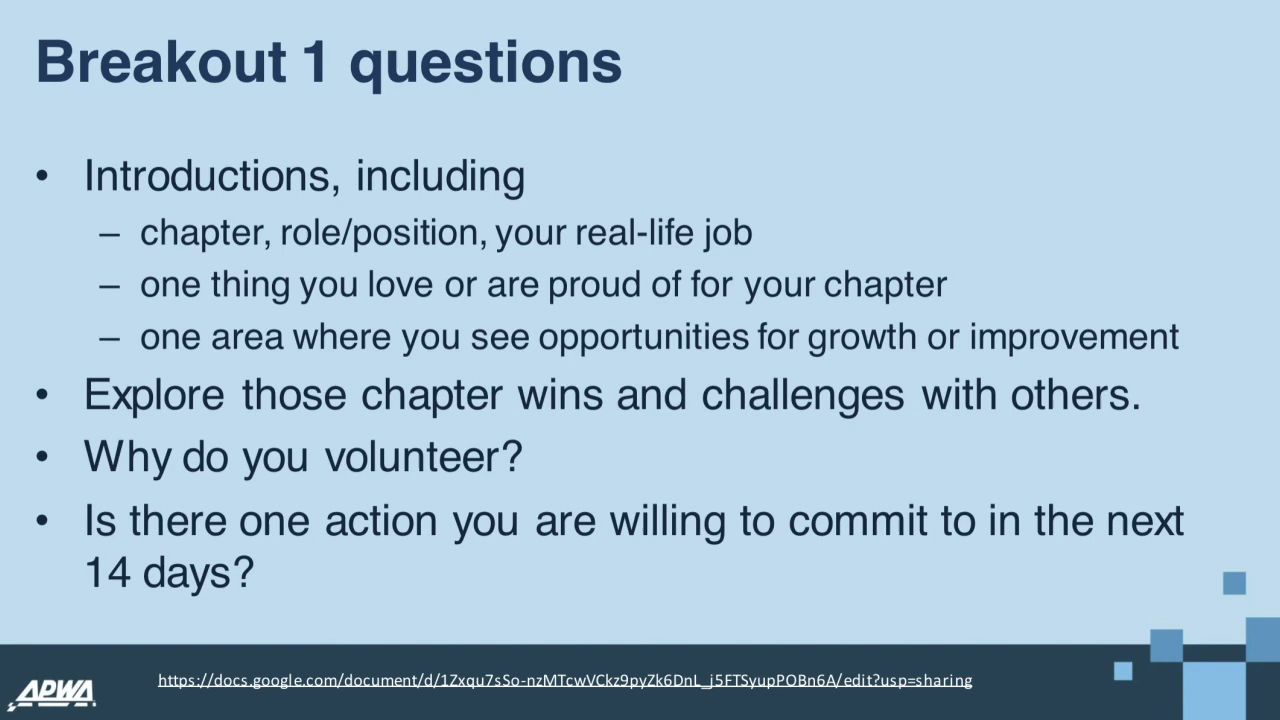 Breakout 1 questions
• Introductions, including
– chapter, role/position, your real-life job
– one thing you love or are proud of for your chapter
– one area where you see opportunities for growth or improvement
• Explore those chapter wins and challenges with others.
• Why do you volunteer?
• Is there one action you are willing to commit to in the next
14 days?
APWA
https://docs.google.com/document/d/1Zxqu7sSo-nzMTcwVCkz9pyZk6DnL_j5FTSyupPOBn6A/edit?usp=sharing